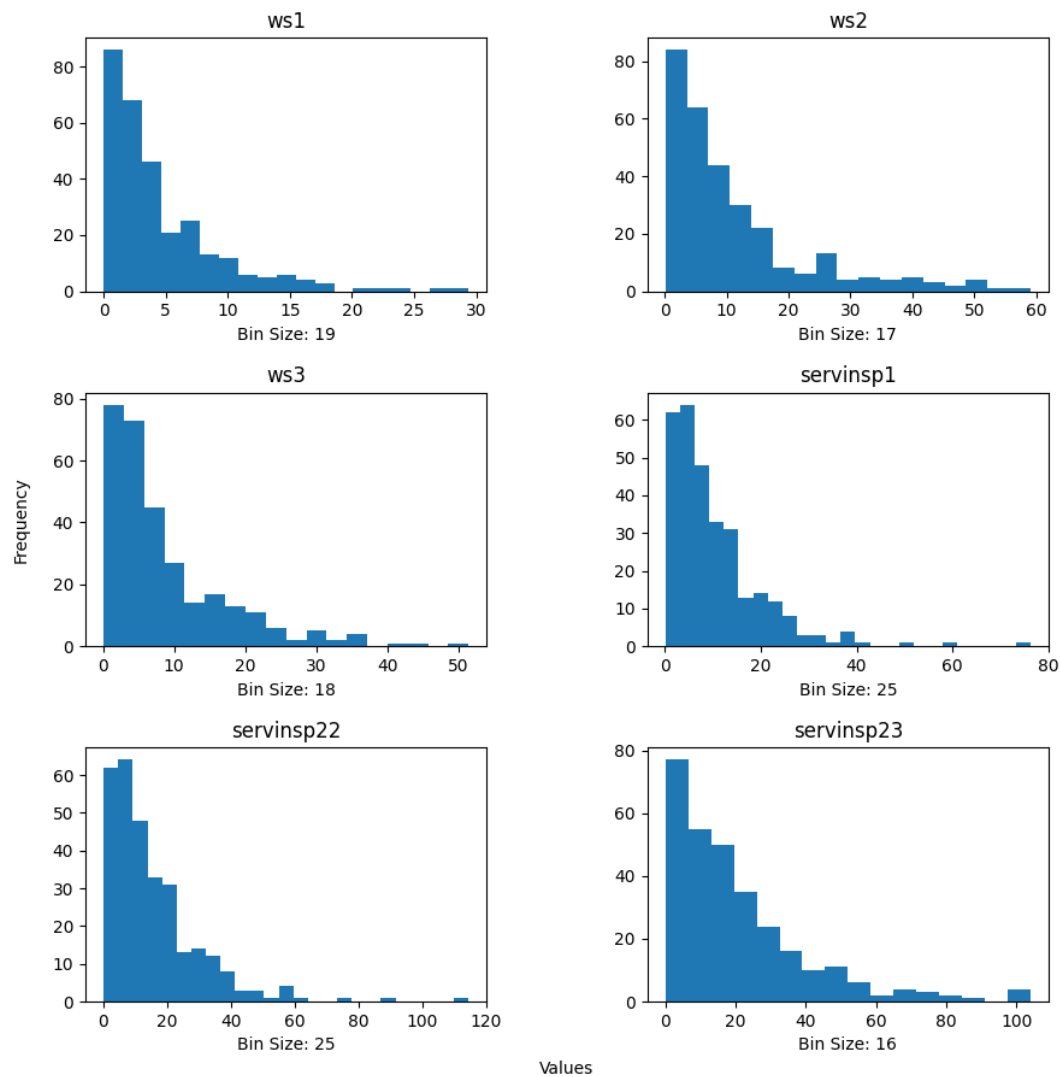 ws1
80
60
40
20
0
0 5 10 15 20 25 30
Bin Size: 19
ws2
80
60
40
20
0
0 10 20 30 40 50 60
Bin Size: 17
ws3
80
60
40
20
0
0 10 20 30 40 50
Bin Size: 18
servinsp1
60
50
40
30
20
10
0
0 20 40 60 80
Bin Size: 25
servinsp22
60
50
40
30
20
10
0
0 20 40 60 80 100 120
Bin Size: 25
servinsp23
80
60
40
20
0
0 20 40 60 80 100
Bin Size: 16
Frequency
Values